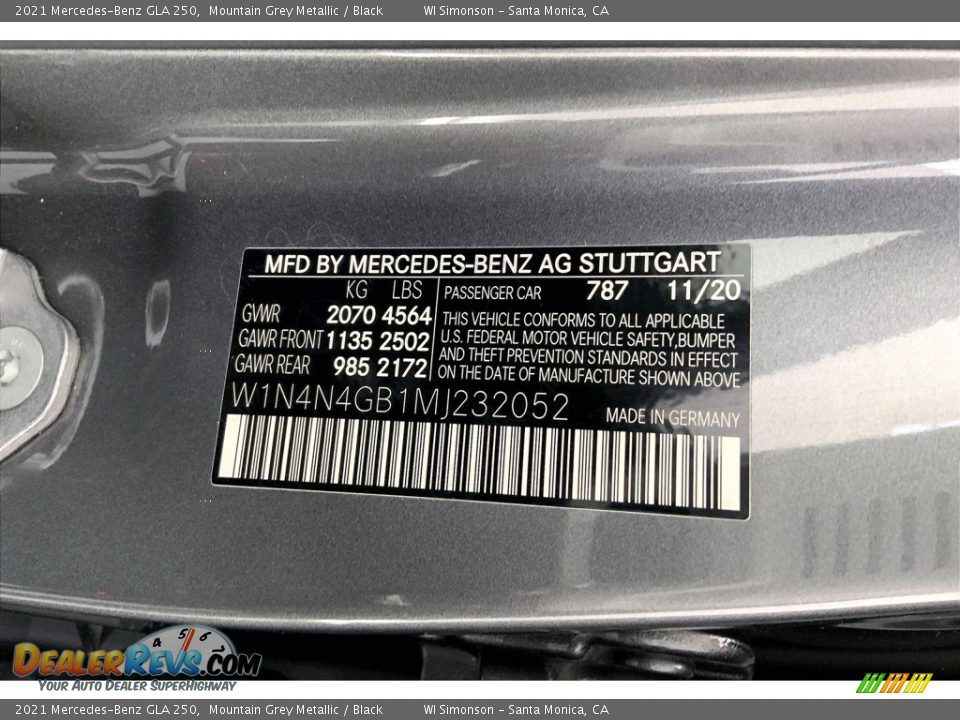 2021 Mercedes-Benz GLA 250, Mountain Grey Metallic / Black WI Simonson - Santa Monica, CA
MFD BY MERCEDES-BENZ AG STUTTGART
KG LBS
GVWR 2070 4564
GAWR FRONT 1135 2502
GAWR REAR 985 2172
PASSENGER CAR 787 11/20
THIS VEHICLE CONFORMS TO ALL APPLICABLE
U.S. FEDERAL MOTOR VEHICLE SAFETY,BUMPER
AND THEFT PREVENTION STANDARDS IN EFFECT
ON THE DATE OF MANUFACTURE SHOWN ABOVE
W1N4N4GB1MJ232052
MADE IN GERMANY
4 5 6
DEALERREVS.COM
YOUR AUTO DEALER SUPERHIGHWAY
2021 Mercedes-Benz GLA 250, Mountain Grey Metallic / Black WI Simonson - Santa Monica, CA